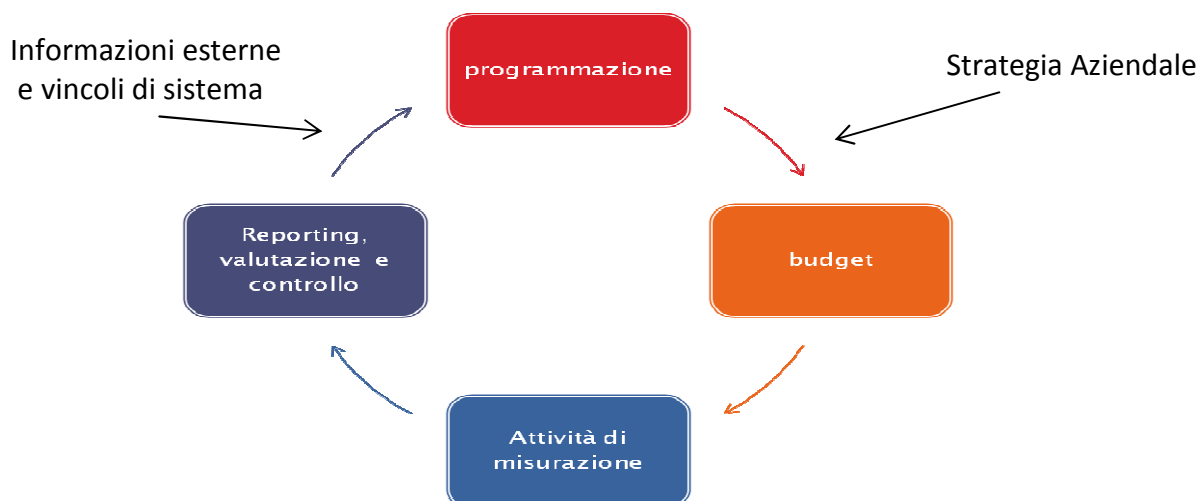 Informazioni esterne
e vincoli di sistema
programmazione
Strategia Aziendale
Reporting,
valutazione e
controllo
budget
Attività di
misurazione